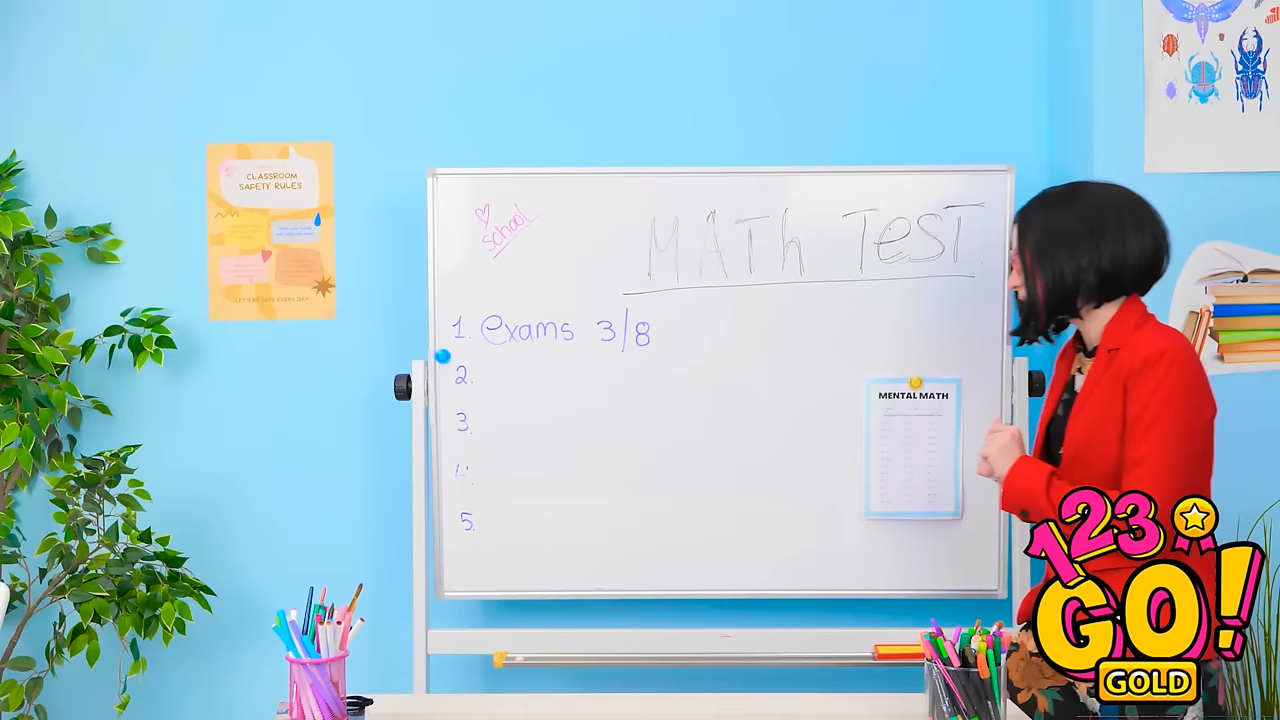 CLASSROOM
SAFETY RULES
LET'S BE SAFE EVERY DAY!
school
MATh TeST
1. exams 3/8
2.
3.
4.
5.
MENTAL MATH
123
GO!
GOLD